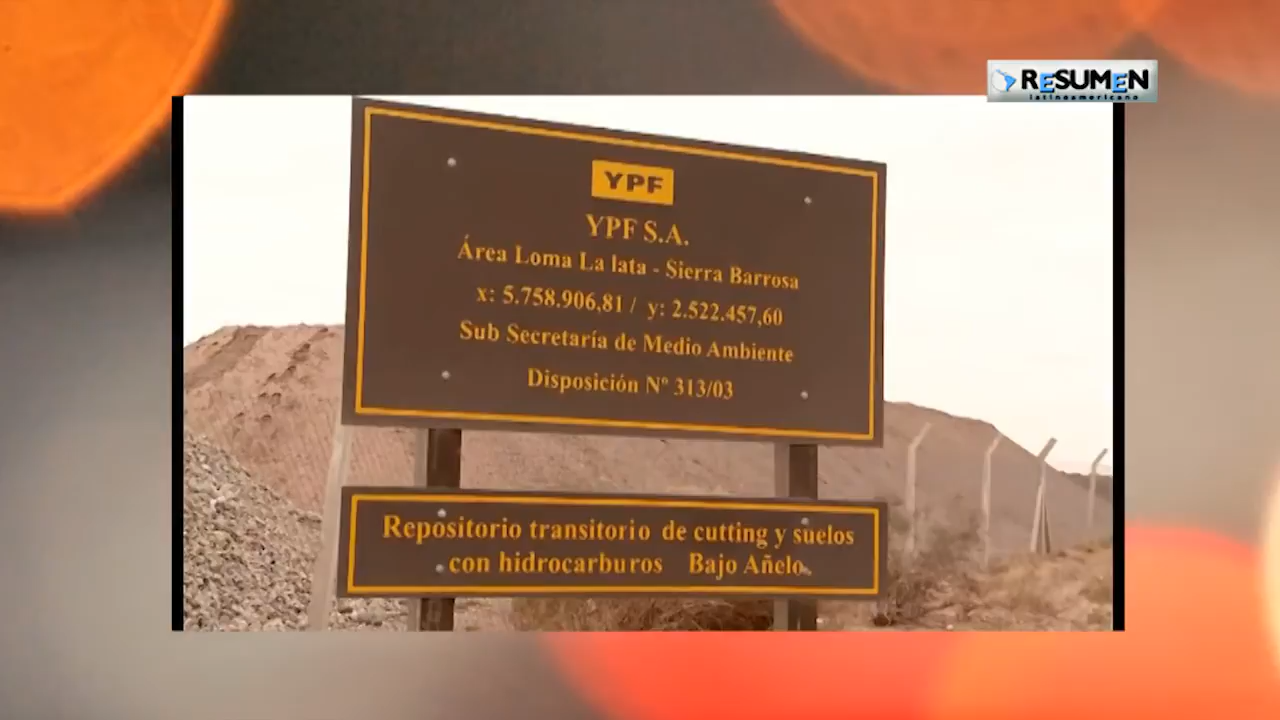 RESUMEN
latinoamericano
YPF
YPF S.A.
Área Loma La lata - Sierra Barrosa
x: 5.758.906,81 / y: 2.522.457,60
Sub Secretaría de Medio Ambiente
Disposición Nº 313/03
Repositorio transitorio de cutting y suelos
con hidrocarburos Bajo Añelo